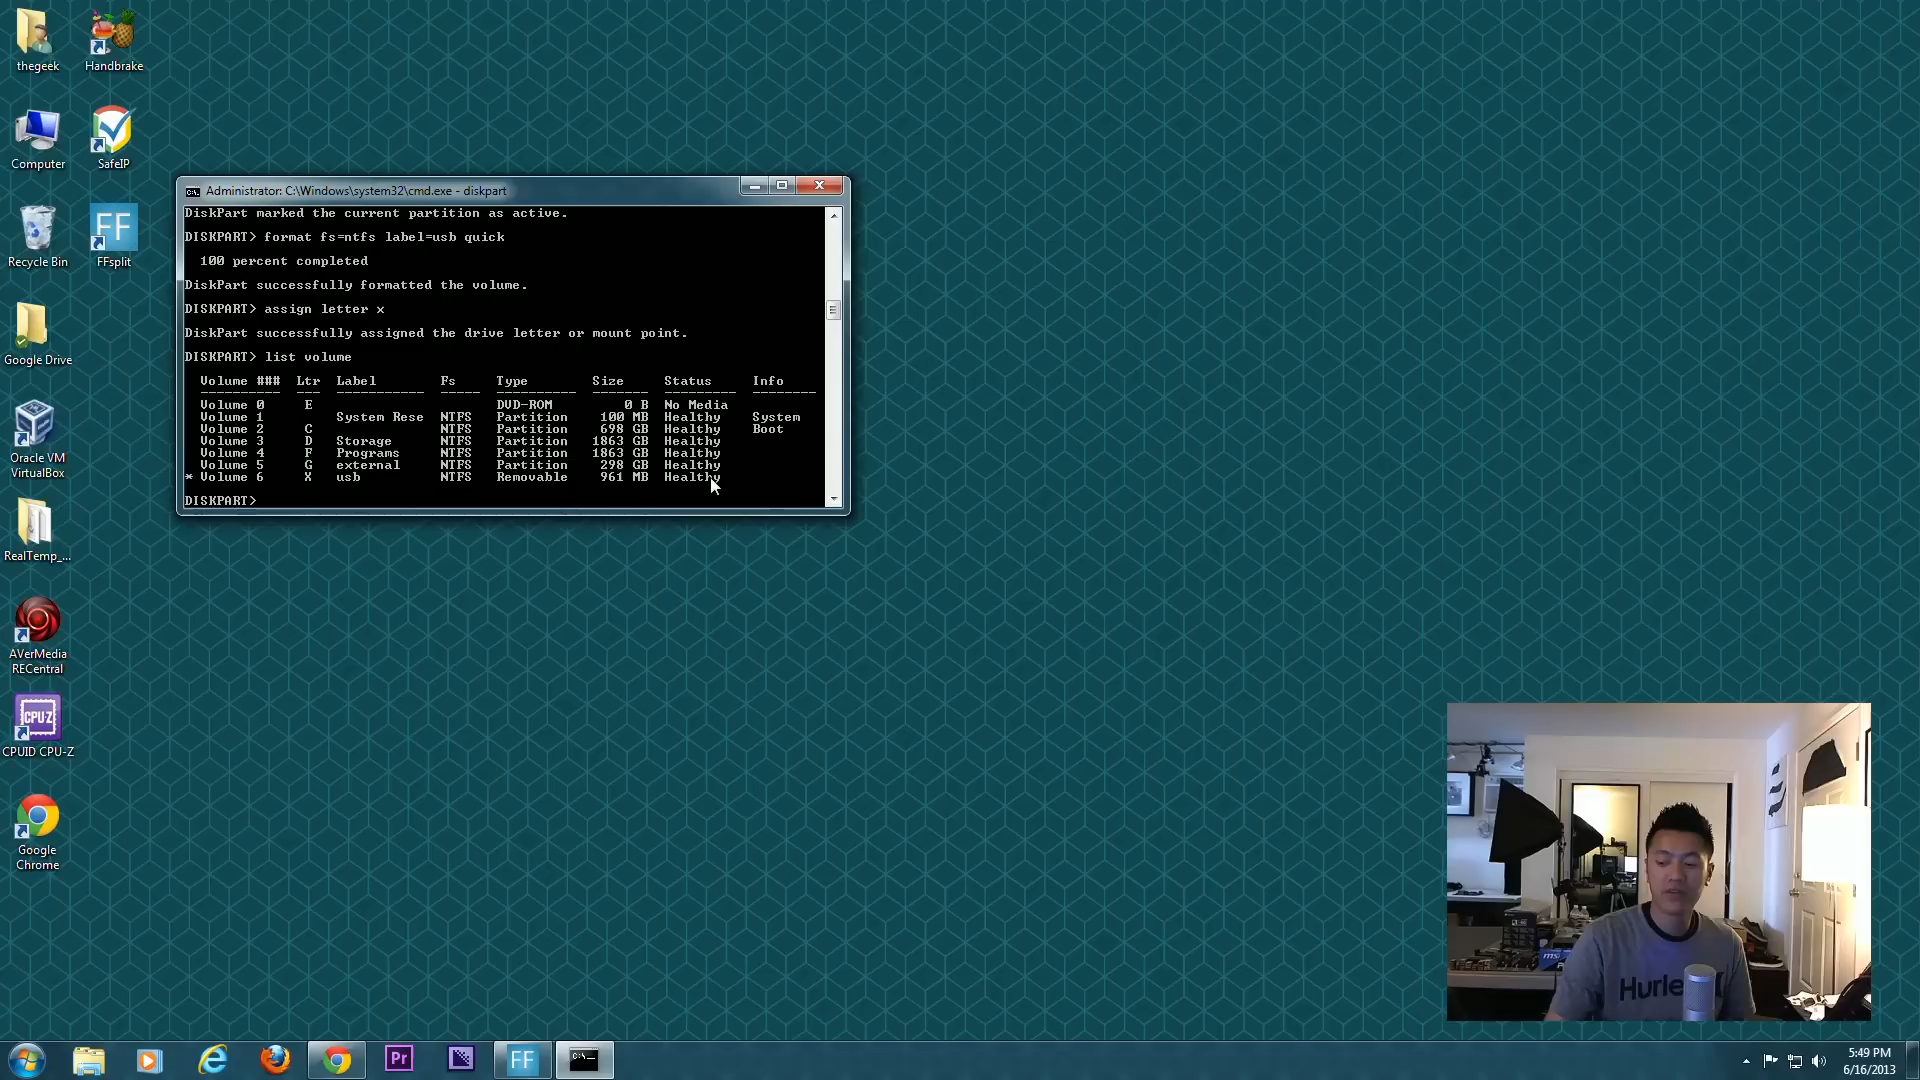 thegeek
Handbrake
Computer
SafeIP
Recycle Bin
FF
FFsplit
Google Drive
Oracle VM
VirtualBox
RealTemp_...
AVerMedia
RECentral
CPU-Z
CPUID CPU-Z
Google
Chrome
Administrator: C:\Windows\system32\cmd.exe - diskpart
DiskPart marked the current partition as active.
DISKPART> format fs=ntfs label=usb quick
100 percent completed
DiskPart successfully formatted the volume.
DISKPART> assign letter x
DiskPart successfully assigned the drive letter or mount point.
DISKPART> list volume
Volume ### Ltr Label Fs Type Size Status Info
---------- --- ----------- ----- ---------- ------- --------- --------
Volume 0 E DVD-ROM 0 B No Media
Volume 1 System Rese NTFS Partition 100 MB Healthy System
Volume 2 C NTFS Partition 698 GB Healthy Boot
Volume 3 D Storage NTFS Partition 1863 GB Healthy
Volume 4 F Programs NTFS Partition 1863 GB Healthy
Volume 5 G external NTFS Partition 298 GB Healthy
* Volume 6 X usb NTFS Removable 961 MB Healthy
DISKPART>
msi
Hurle
Pr
FF
C:\_
5:49 PM
6/16/2013